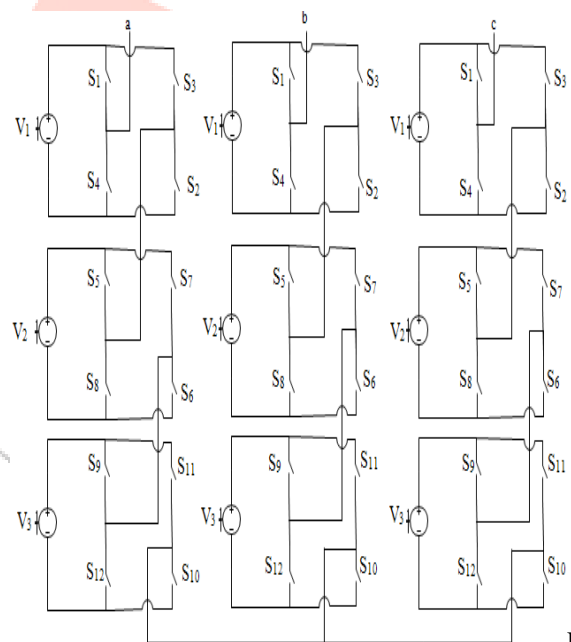 a b c
S1 S3 S1 S3 S1 S3
V1 V1 V1
S4 S2 S4 S2 S4 S2
S5 S7 S5 S7 S5 S7
V2 V2 V2
S8 S6 S8 S6 S8 S6
S9 S11 S9 S11 S9 S11
V3 V3 V3
S12 S10 S12 S10 S12 S10